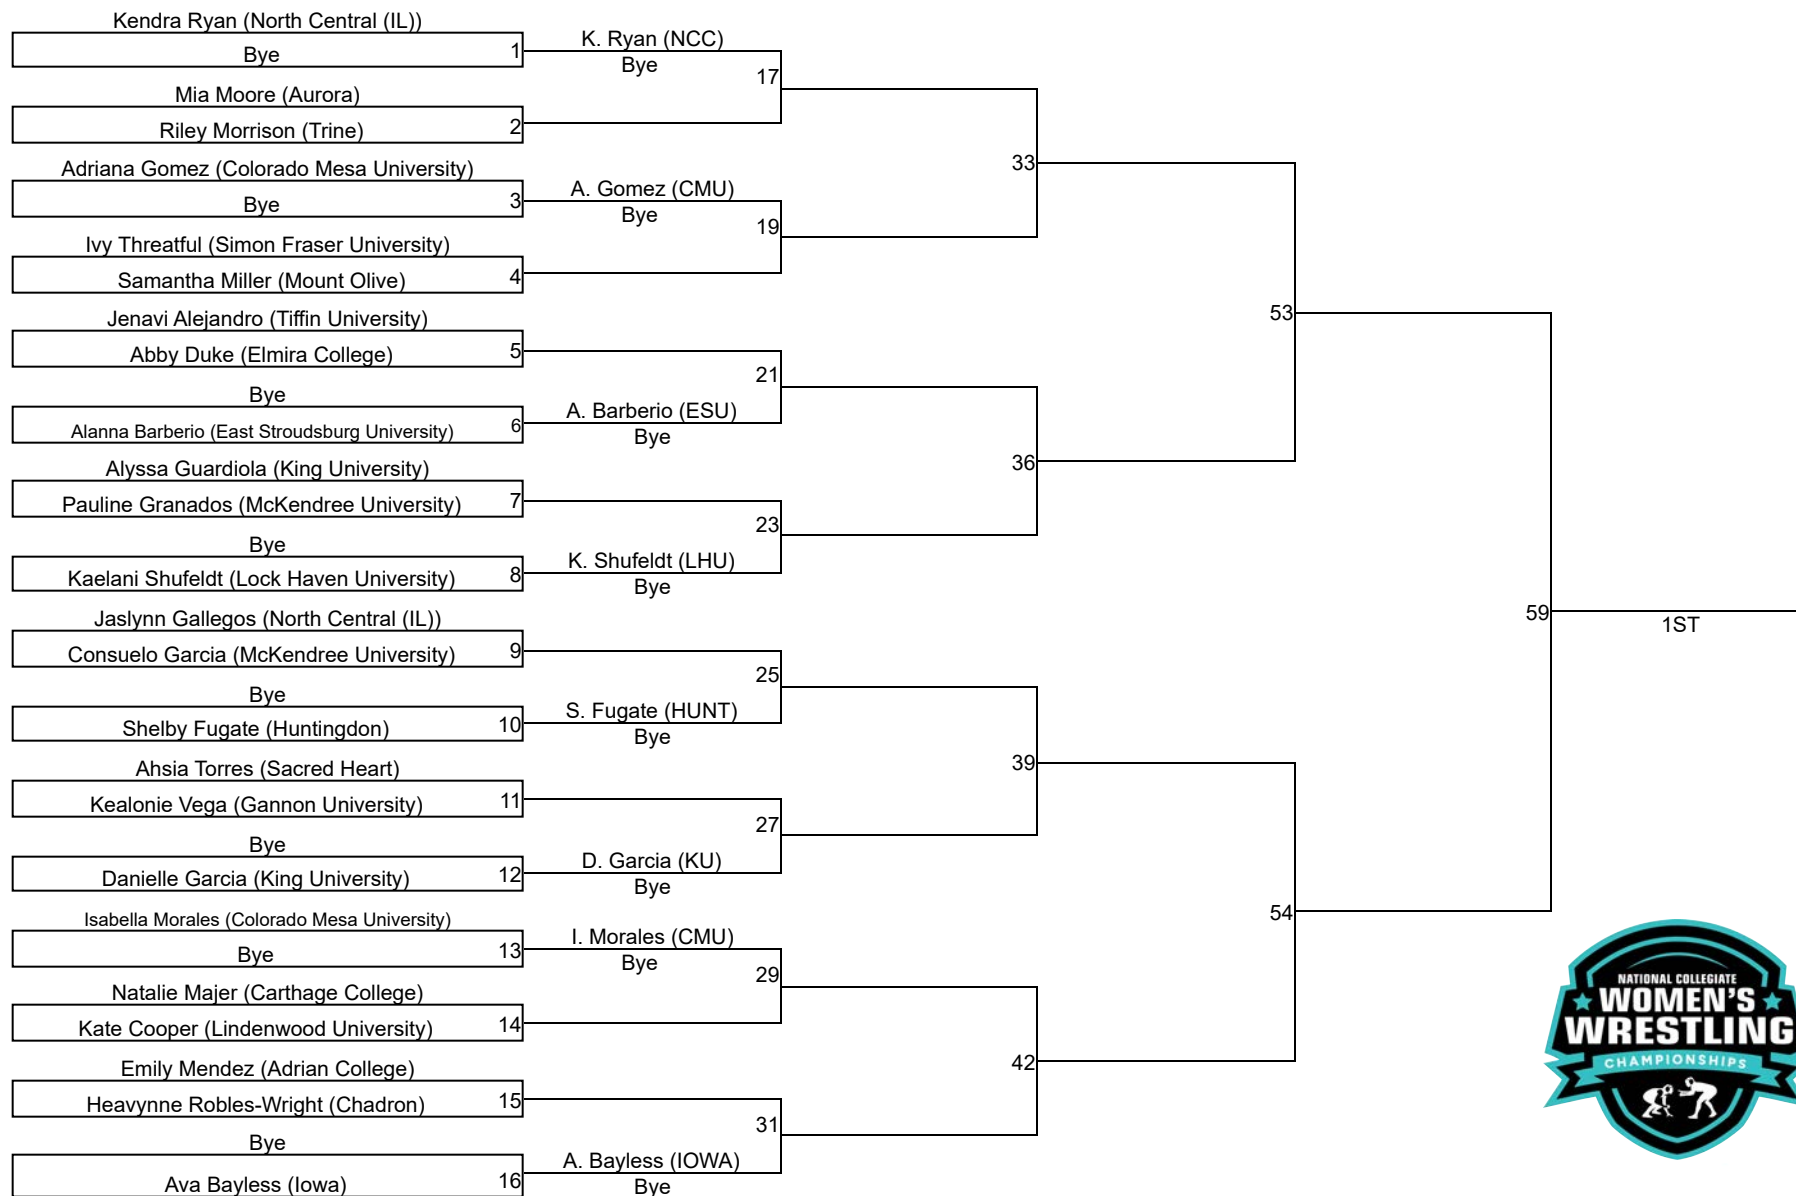 Kendra Ryan (North Central (IL))
Bye
1
K. Ryan (NCC)
Bye
17
Mia Moore (Aurora)
Riley Morrison (Trine)
2
33
Adriana Gomez (Colorado Mesa University)
Bye
3
A. Gomez (CMU)
Bye
19
Ivy Threatful (Simon Fraser University)
Samantha Miller (Mount Olive)
4
53
Jenavi Alejandro (Tiffin University)
Abby Duke (Elmira College)
5
21
Bye
Alanna Barberio (East Stroudsburg University)
6
A. Barberio (ESU)
Bye
36
Alyssa Guardiola (King University)
Pauline Granados (McKendree University)
7
23
Bye
Kaelani Shufeldt (Lock Haven University)
8
K. Shufeldt (LHU)
Bye
59
1ST
Jaslynn Gallegos (North Central (IL))
Consuelo Garcia (McKendree University)
9
25
Bye
Shelby Fugate (Huntingdon)
10
S. Fugate (HUNT)
Bye
39
Ahsia Torres (Sacred Heart)
Kealonie Vega (Gannon University)
11
27
Bye
Danielle Garcia (King University)
12
D. Garcia (KU)
Bye
54
Isabella Morales (Colorado Mesa University)
Bye
13
I. Morales (CMU)
Bye
29
Natalie Majer (Carthage College)
Kate Cooper (Lindenwood University)
14
42
Emily Mendez (Adrian College)
Heavynne Robles-Wright (Chadron)
15
31
Bye
Ava Bayless (Iowa)
16
A. Bayless (IOWA)
Bye
NATIONAL COLLEGIATE
WOMEN'S
WRESTLING
CHAMPIONSHIPS